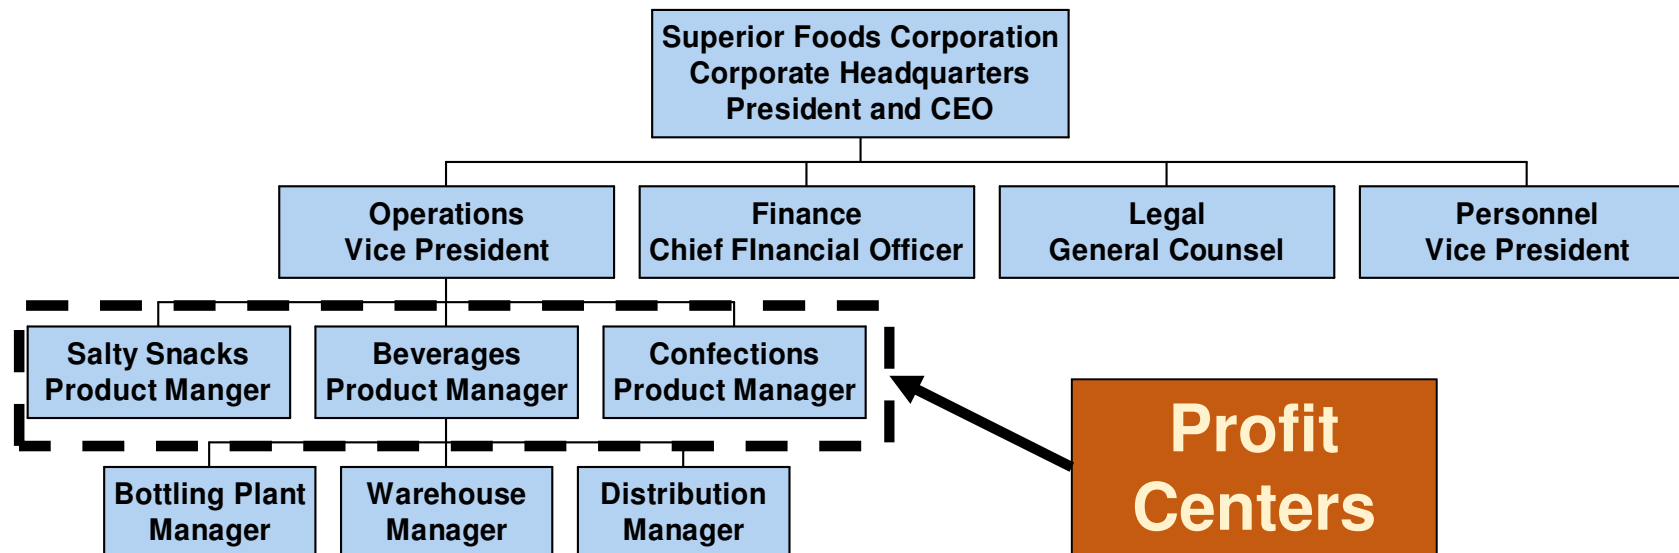 Superior Foods Corporation
Corporate Headquarters
President and CEO
Operations
Vice President
Finance
Chief FInancial Officer
Legal
General Counsel
Personnel
Vice President
Salty Snacks
Product Manger
Beverages
Product Manager
Confections
Product Manager
Bottling Plant
Manager
Warehouse
Manager
Distribution
Manager
Profit
Centers